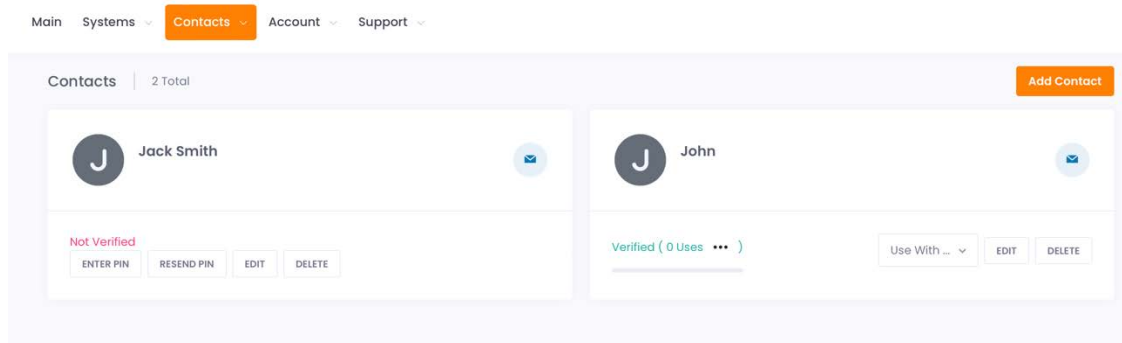 Main Systems Contacts Account Support
Contacts 2 Total Add Contact
J Jack Smith
Not Verified
ENTER PIN RESEND PIN EDIT DELETE
J John
Verified ( 0 Uses ••• ) Use With ... EDIT DELETE